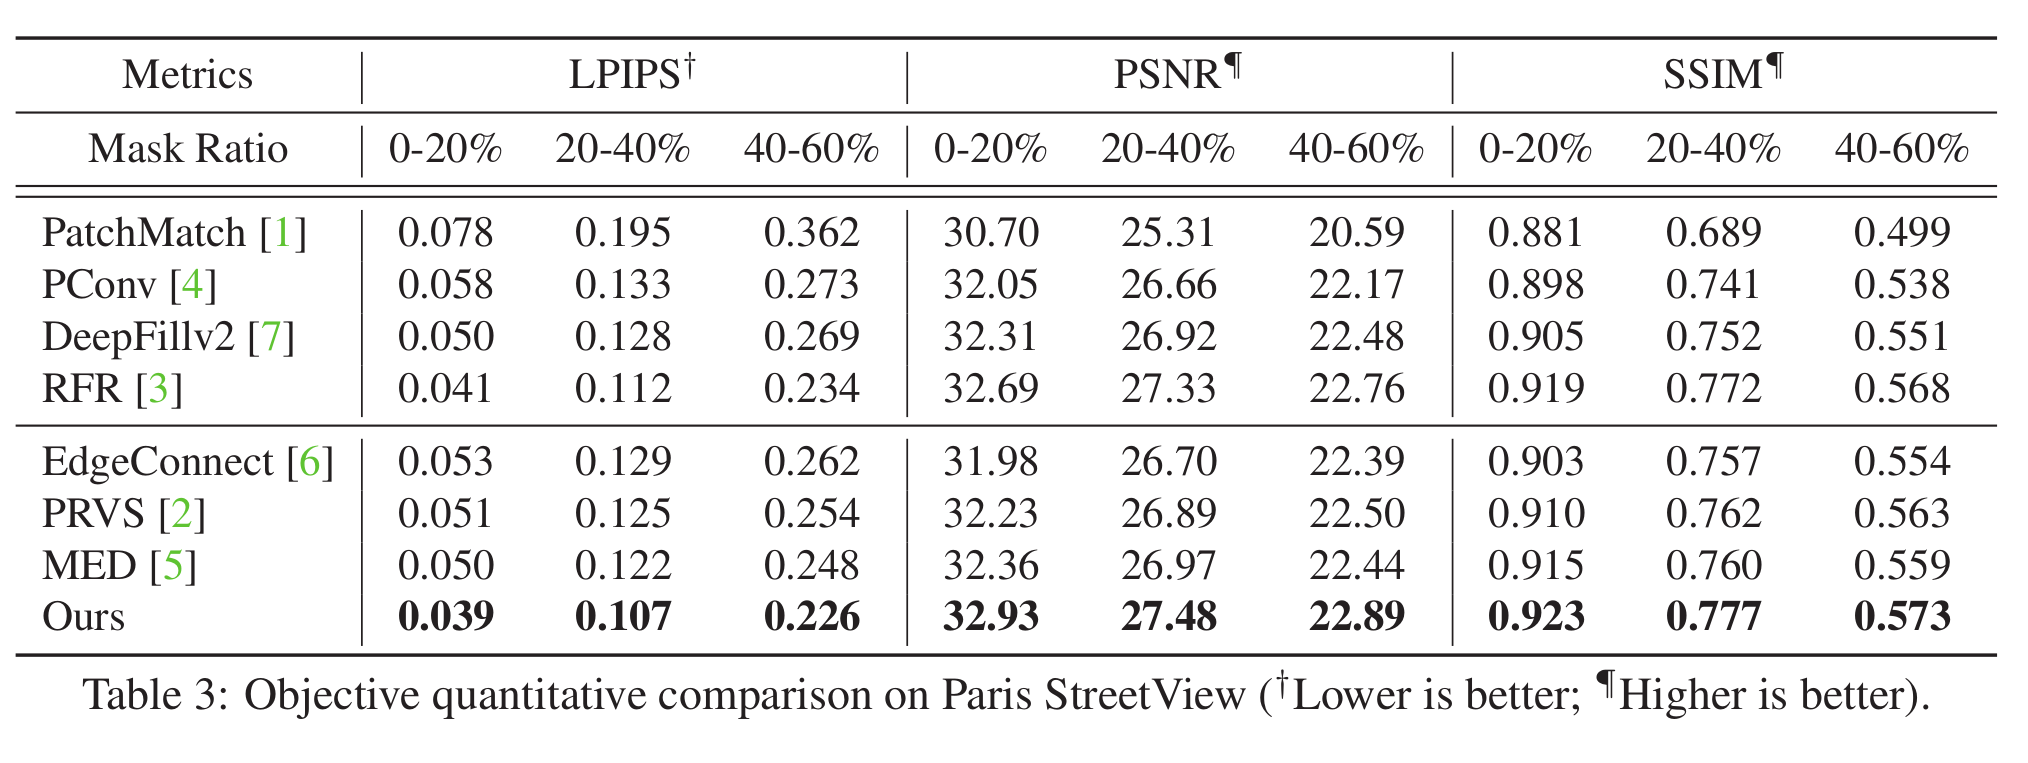 Metrics LPIPS† PSNR¶ SSIM¶
Mask Ratio 0-20% 20-40% 40-60% 0-20% 20-40% 40-60% 0-20% 20-40% 40-60%
PatchMatch [1] 0.078 0.195 0.362 30.70 25.31 20.59 0.881 0.689 0.499
PConv [4] 0.058 0.133 0.273 32.05 26.66 22.17 0.898 0.741 0.538
DeepFillv2 [7] 0.050 0.128 0.269 32.31 26.92 22.48 0.905 0.752 0.551
RFR [3] 0.041 0.112 0.234 32.69 27.33 22.76 0.919 0.772 0.568
EdgeConnect [6] 0.053 0.129 0.262 31.98 26.70 22.39 0.903 0.757 0.554
PRVS [2] 0.051 0.125 0.254 32.23 26.89 22.50 0.910 0.762 0.563
MED [5] 0.050 0.122 0.248 32.36 26.97 22.44 0.915 0.760 0.559
Ours 0.039 0.107 0.226 32.93 27.48 22.89 0.923 0.777 0.573
Table 3: Objective quantitative comparison on Paris StreetView (†Lower is better; ¶Higher is better).